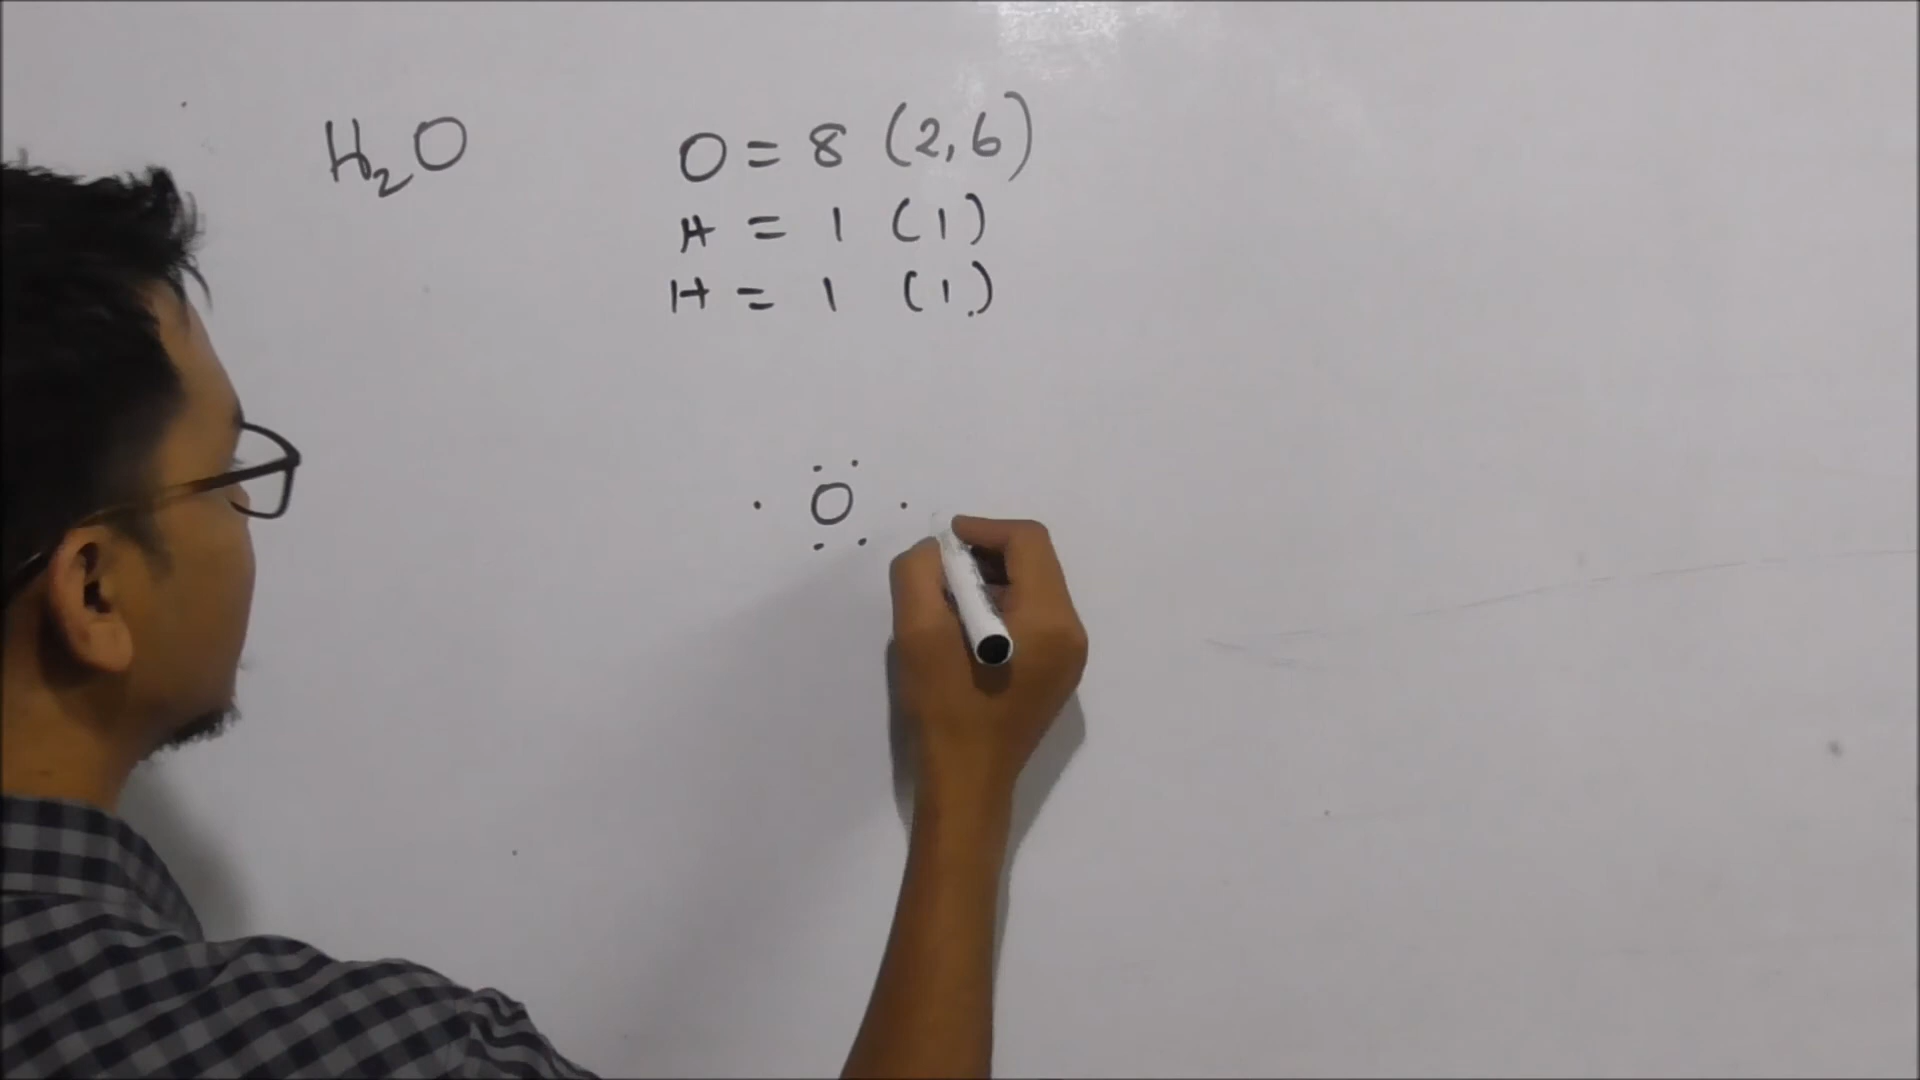 H₂O
O = 8 (2,6)
H = 1 (1)
H = 1 (1)
· Ö ·
··